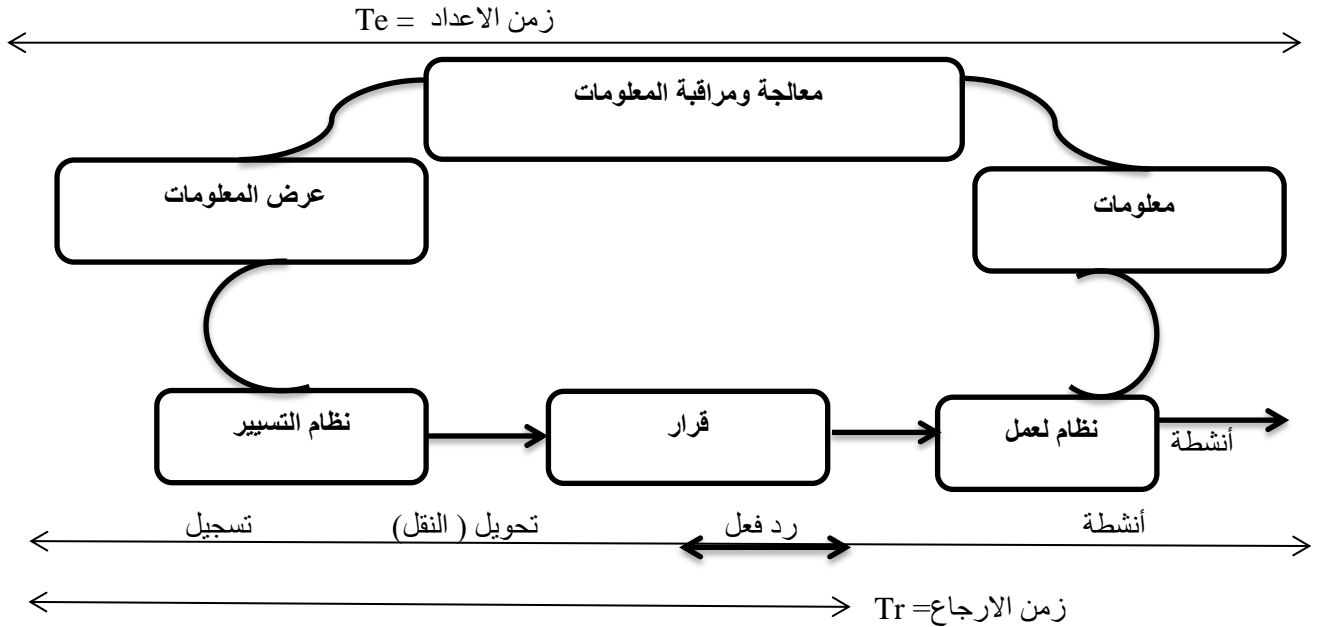 زمن الاعداد = Te
معالجة ومراقبة المعلومات
معلومات
عرض المعلومات
نظام لعمل
قرار
نظام التسيير
أنشطة
أنشطة
رد فعل
تحويل ( النقل)
تسجيل
زمن الارجاع= Tr